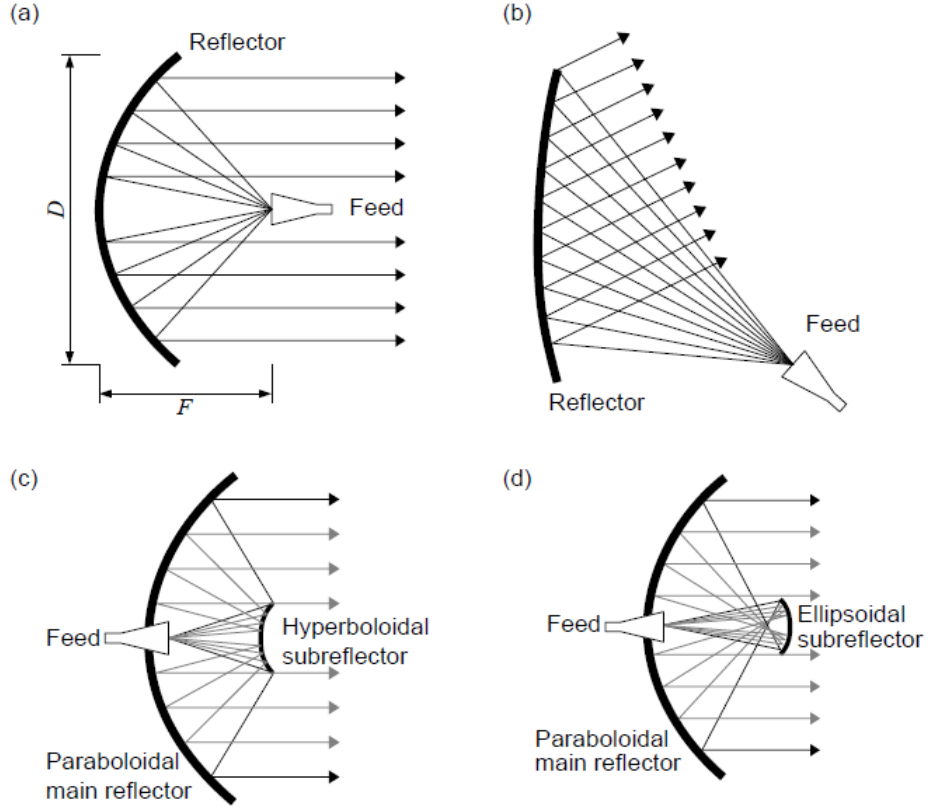 (a)
Reflector
D
Feed
F
(b)
Feed
Reflector
(c)
Feed
Hyperboloidal
subreflector
Paraboloidal
main reflector
(d)
Feed
Ellipsoidal
subreflector
Paraboloidal
main reflector